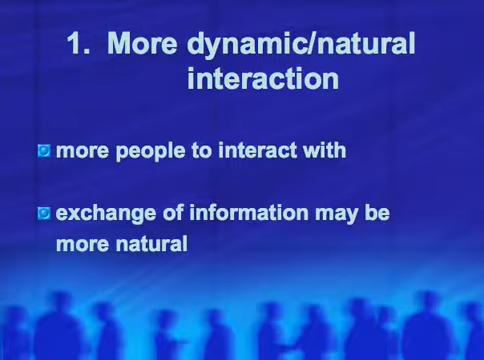 1. More dynamic/natural
interaction
more people to interact with
exchange of information may be
more natural